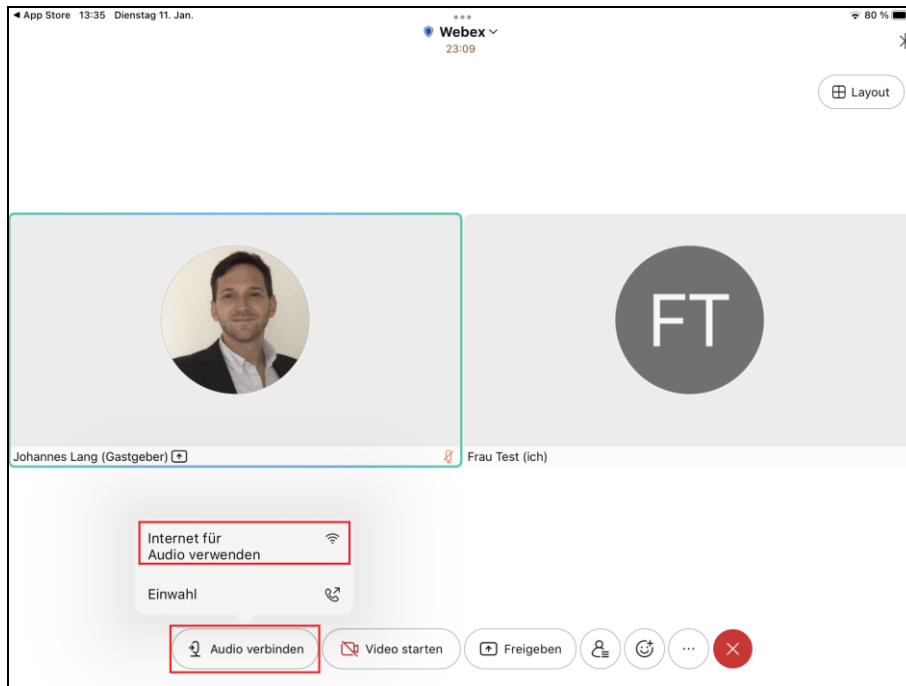 ◄ App Store 13:35 Dienstag 11. Jan.
80 %
Webex
23:09
Layout
FT
Johannes Lang (Gastgeber)
Frau Test (ich)
Internet für
Audio verwenden
Einwahl
Audio verbinden
Video starten
Freigeben